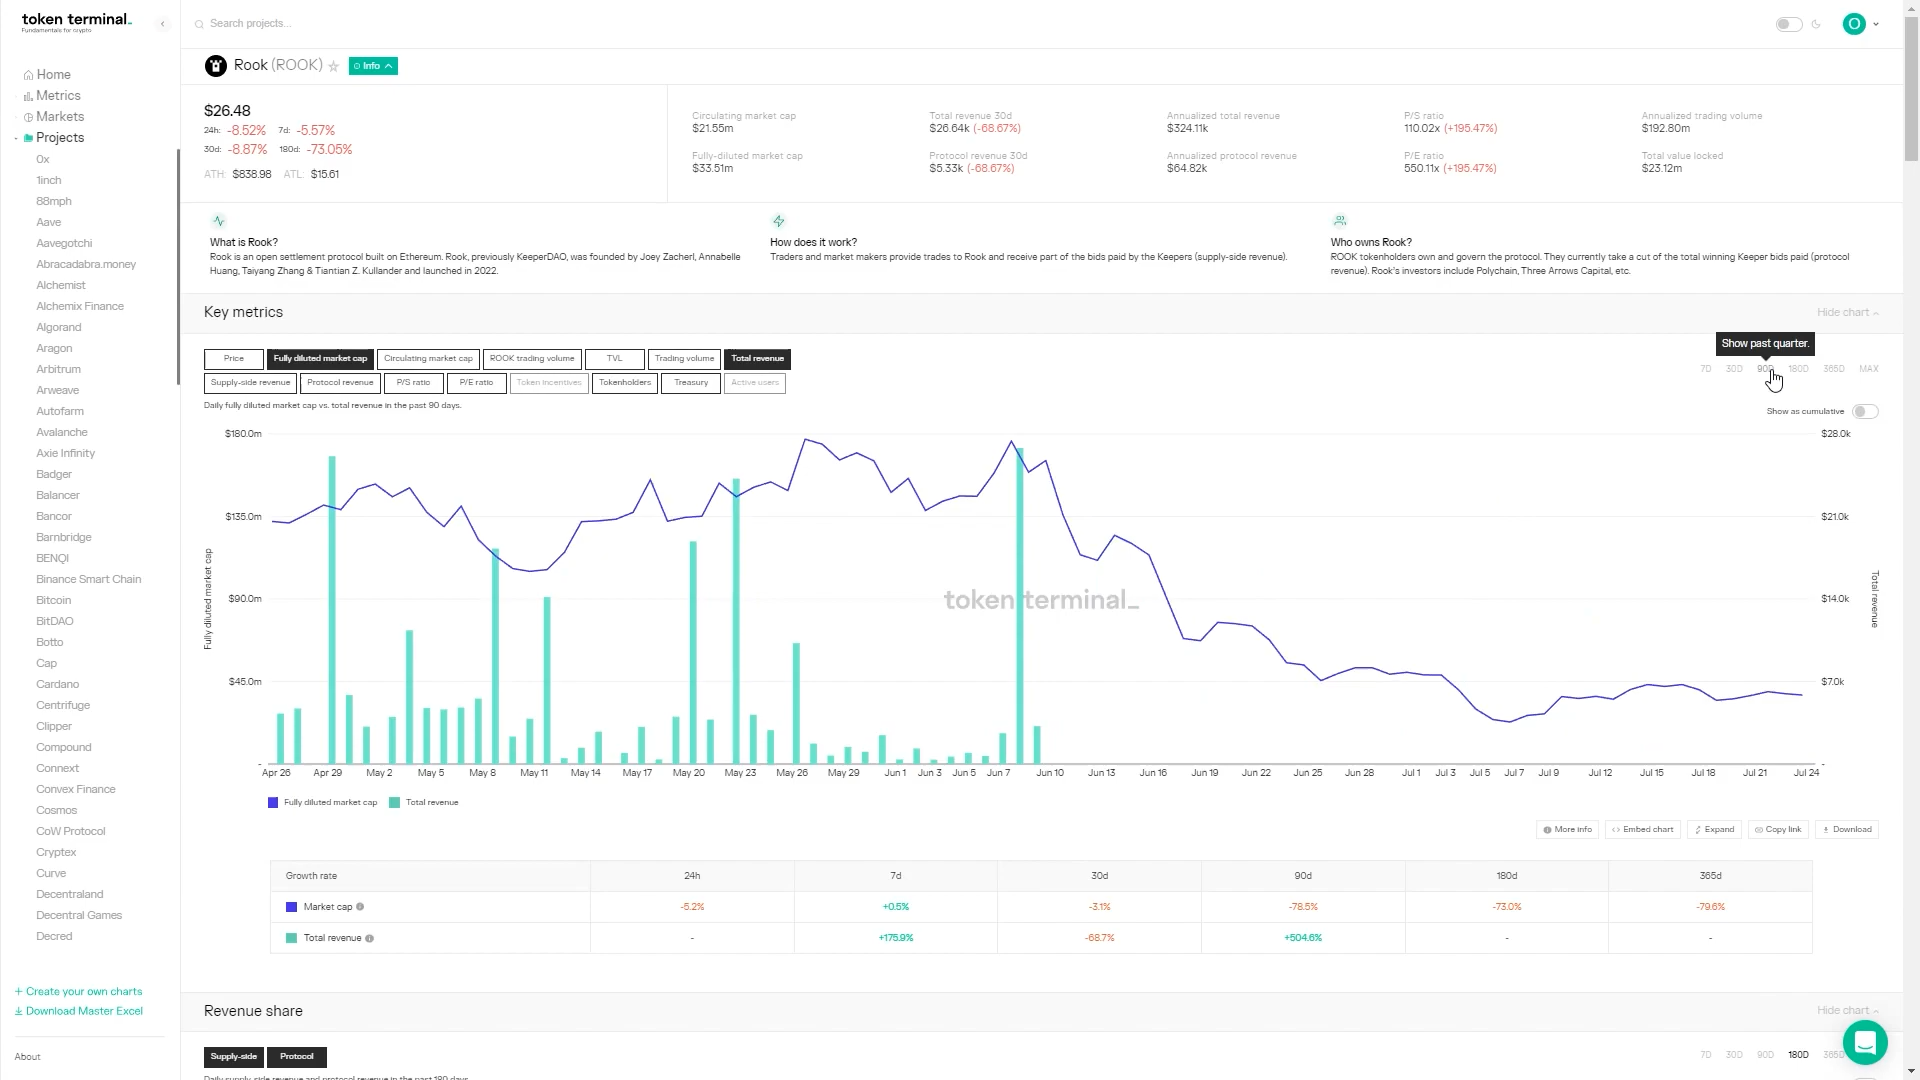 token terminal_
Fundamentals for crypto
Search projects...
O
Home
Metrics
Markets
Projects
0x
1inch
88mph
Aave
Aavegotchi
Abracadabra.money
Alchemist
Alchemix Finance
Algorand
Aragon
Arbitrum
Arweave
Autofarm
Avalanche
Axie Infinity
Badger
Balancer
Bancor
Barnbridge
BENQI
Binance Smart Chain
Bitcoin
BitDAO
Botto
Cap
Cardano
Centrifuge
Clipper
Compound
Connext
Convex Finance
Cosmos
CoW Protocol
Cryptex
Curve
Decentraland
Decentral Games
Decred
+ Create your own charts
Download Master Excel
About
Rook (ROOK) Info
$26.48
24h: -8.52% 7d: -5.57%
30d: -8.87% 180d: -73.05%
ATH: $838.98 ATL: $15.61
Circulating market cap
$21.55m
Total revenue 30d
$26.64k (-68.67%)
Annualized total revenue
$324.11k
P/S ratio
110.02x (+195.47%)
Annualized trading volume
$192.80m
Fully-diluted market cap
$33.51m
Protocol revenue 30d
$5.33k (-68.67%)
Annualized protocol revenue
$64.82k
P/E ratio
550.11x (+195.47%)
Total value locked
$23.12m
What is Rook?
Rook is an open settlement protocol built on Ethereum. Rook, previously KeeperDAO, was founded by Joey Zacherl, Annabelle
Huang, Taiyang Zhang & Tiantian Z. Kullander and launched in 2022.
How does it work?
Traders and market makers provide trades to Rook and receive part of the bids paid by the Keepers (supply-side revenue).
Who owns Rook?
ROOK tokenholders own and govern the protocol. They currently take a cut of the total winning Keeper bids paid (protocol
revenue). Rook's investors include Polychain, Three Arrows Capital, etc.
Key metrics
Hide chart
Show past quarter.
Price Fully diluted market cap Circulating market cap ROOK trading volume TVL Trading volume Total revenue
7D 30D 90D 180D 365D MAX
Supply-side revenue Protocol revenue P/S ratio P/E ratio Token incentives Tokenholders Treasury Active users
Daily fully diluted market cap vs. total revenue in the past 90 days.
Show as cumulative
$180.0m
$135.0m
$90.0m
$45.0m
-
Fully diluted market cap
token terminal_
$28.0k
$21.0k
$14.0k
$7.0k
-
Total revenue
Apr 26 Apr 29 May 2 May 5 May 8 May 11 May 14 May 17 May 20 May 23 May 26 May 29 Jun 1 Jun 3 Jun 5 Jun 7 Jun 10 Jun 13 Jun 16 Jun 19 Jun 22 Jun 25 Jun 28 Jul 1 Jul 3 Jul 5 Jul 7 Jul 9 Jul 12 Jul 15 Jul 18 Jul 21 Jul 24
Fully diluted market cap Total revenue
More info Embed chart Expand Copy link Download
Growth rate 24h 7d 30d 90d 180d 365d
Market cap -5.2% +0.5% -3.1% -78.5% -73.0% -79.6%
Total revenue - +175.9% -68.7% +504.6% - -
Revenue share
Hide chart
Supply-side Protocol
7D 30D 90D 180D 365D
Daily supply-side revenue and protocol revenue in the past 180 days.